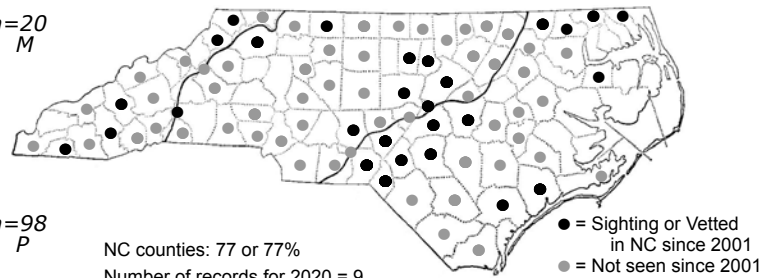 n=20
M
n=98
P
NC counties: 77 or 77%
Number of records for 2020 = 9
● = Sighting or Vetted
in NC since 2001
● = Not seen since 2001